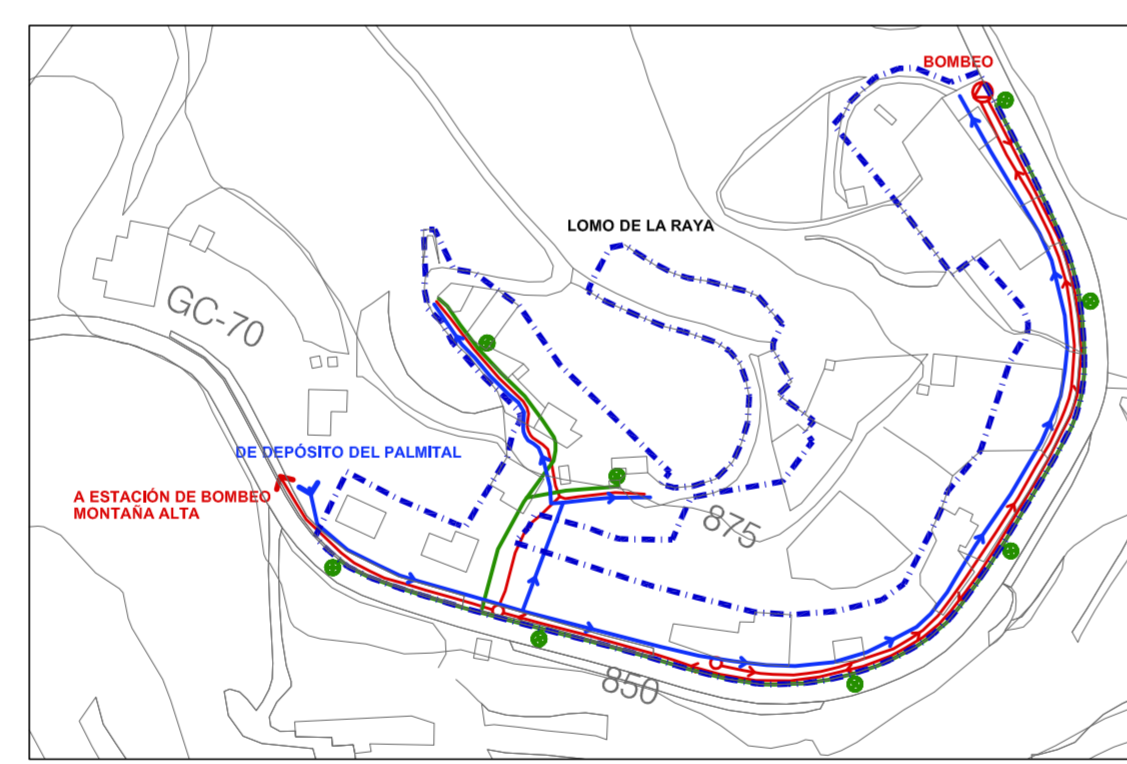 BOMBEO
LOMO DE LA RAYA
GC-70
DE DEPÓSITO DEL PALMITAL
A ESTACIÓN DE BOMBEO
MONTAÑA ALTA
875
850